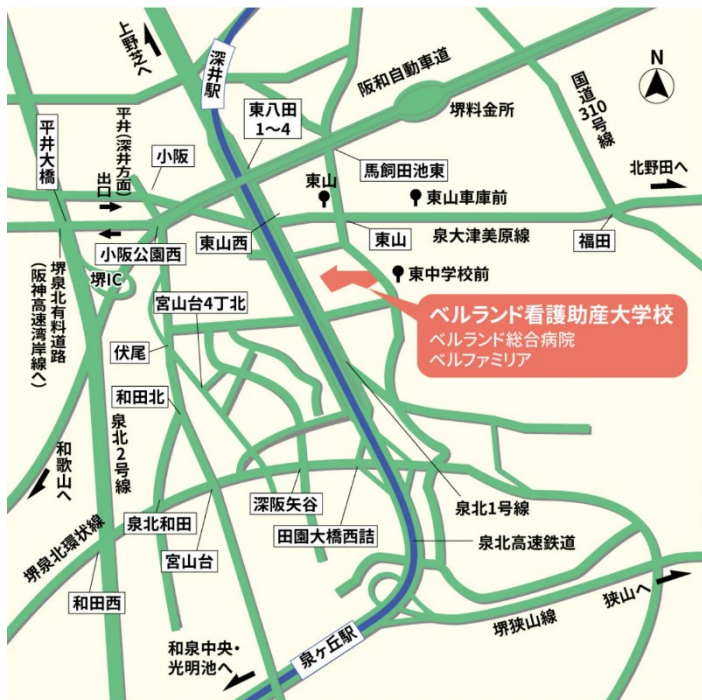 上野芝へ
深井駅
阪和自動車道
国道310号線
N
堺料金所
東八田
1〜4
平井大橋
平井(深井方面)
出口
小阪
馬飼田池東
北野田へ
東山
東山車庫前
東山西
東山
泉大津美原線
福田
小阪公園西
堺IC
堺泉北有料道路
(阪神高速湾岸線へ)
東中学校前
宮山台4丁北
ベルランド看護助産大学校
ベルランド総合病院
ベルファミリア
伏尾
和田北
泉北2号線
和歌山へ
泉北和田
深阪矢谷
泉北1号線
田園大橋西詰
泉北高速鉄道
堺泉北環状線
宮山台
和田西
狭山へ
堺狭山線
泉ヶ丘駅
和泉中央・
光明池へ